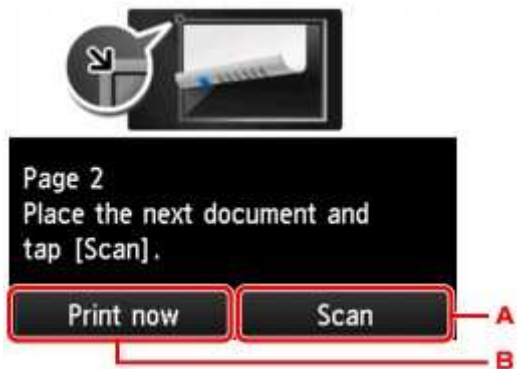 Page 2
Place the next document and
tap [Scan].
Print now
Scan
A
B